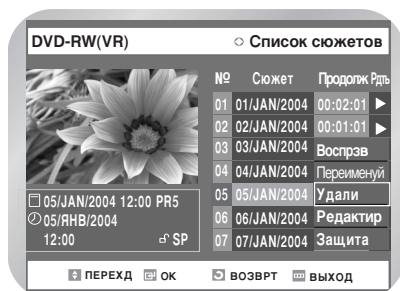 DVD-RW(VR) Список сюжетов
№ Сюжет Продолж Рдть
01 01/JAN/2004 00:02:01
02 02/JAN/2004 00:01:01
03 03/JAN/2004 Воспрзв
04 04/JAN/2004 Переименуй
05 05/JAN/2004 Удали
06 06/JAN/2004 Редактир
07 07/JAN/2004 Защита
05/JAN/2004 12:00 PR5
05/ЯНВ/2004
12:00 SP
ПЕРЕХД ОК ВОЗВРТ ВЫХОД